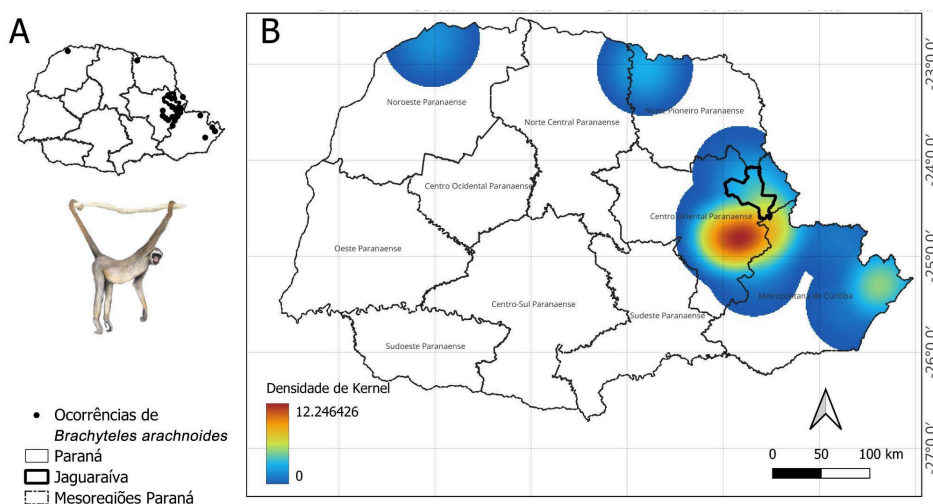 A
B
Noroeste Paranaense
Norte Central Paranaense
Norte Pioneiro Paranaense
Centro Ocidental Paranaense
Centro Oriental Paranaense
Oeste Paranaense
Centro-Sul Paranaense
Metropolitana de Curitiba
Sudeste Paranaense
Sudoeste Paranaense
-23°0.0′
-24°0.0′
-25°0.0′
-26°0.0′
-27°0.0′
Densidade de Kernel
12.246426
0
0 50 100 km
Ocorrências de
Brachyteles arachnoides
Paraná
Jaguaraíva
Mesoregiões Paraná